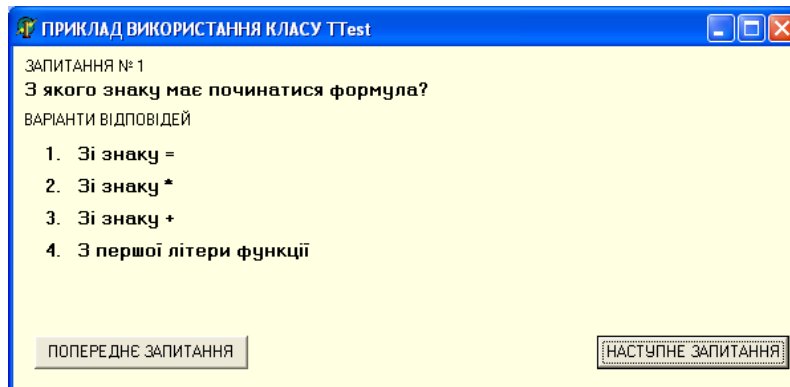 ПРИКЛАД ВИКОРИСТАННЯ КЛАСУ TTest
ЗАПИТАННЯ № 1
З якого знаку має починатися формула?
ВАРІАНТИ ВІДПОВІДЕЙ
1. Зі знаку =
2. Зі знаку *
3. Зі знаку +
4. З першої літери функції
ПОПЕРЕДНЄ ЗАПИТАННЯ НАСТУПНЕ ЗАПИТАННЯ